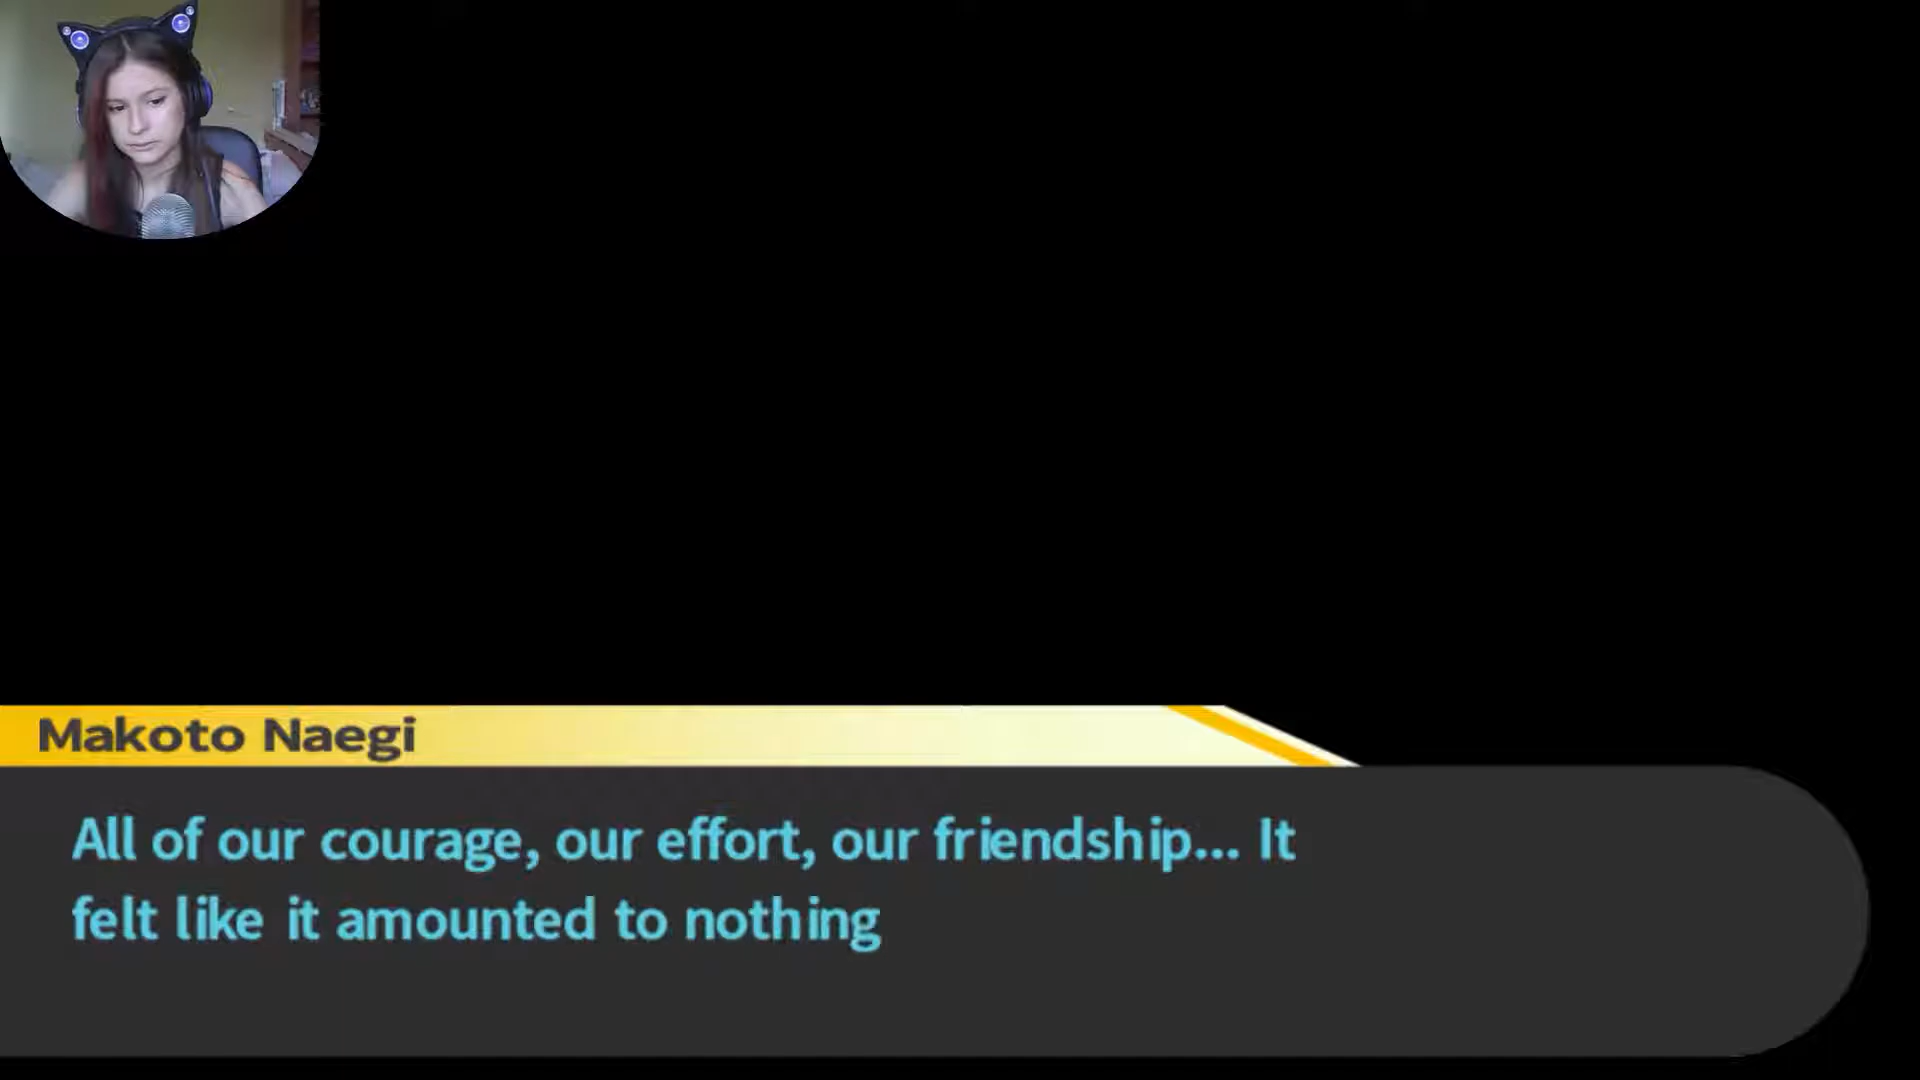 Makoto Naegi
All of our courage, our effort, our friendship... It
felt like it amounted to nothing